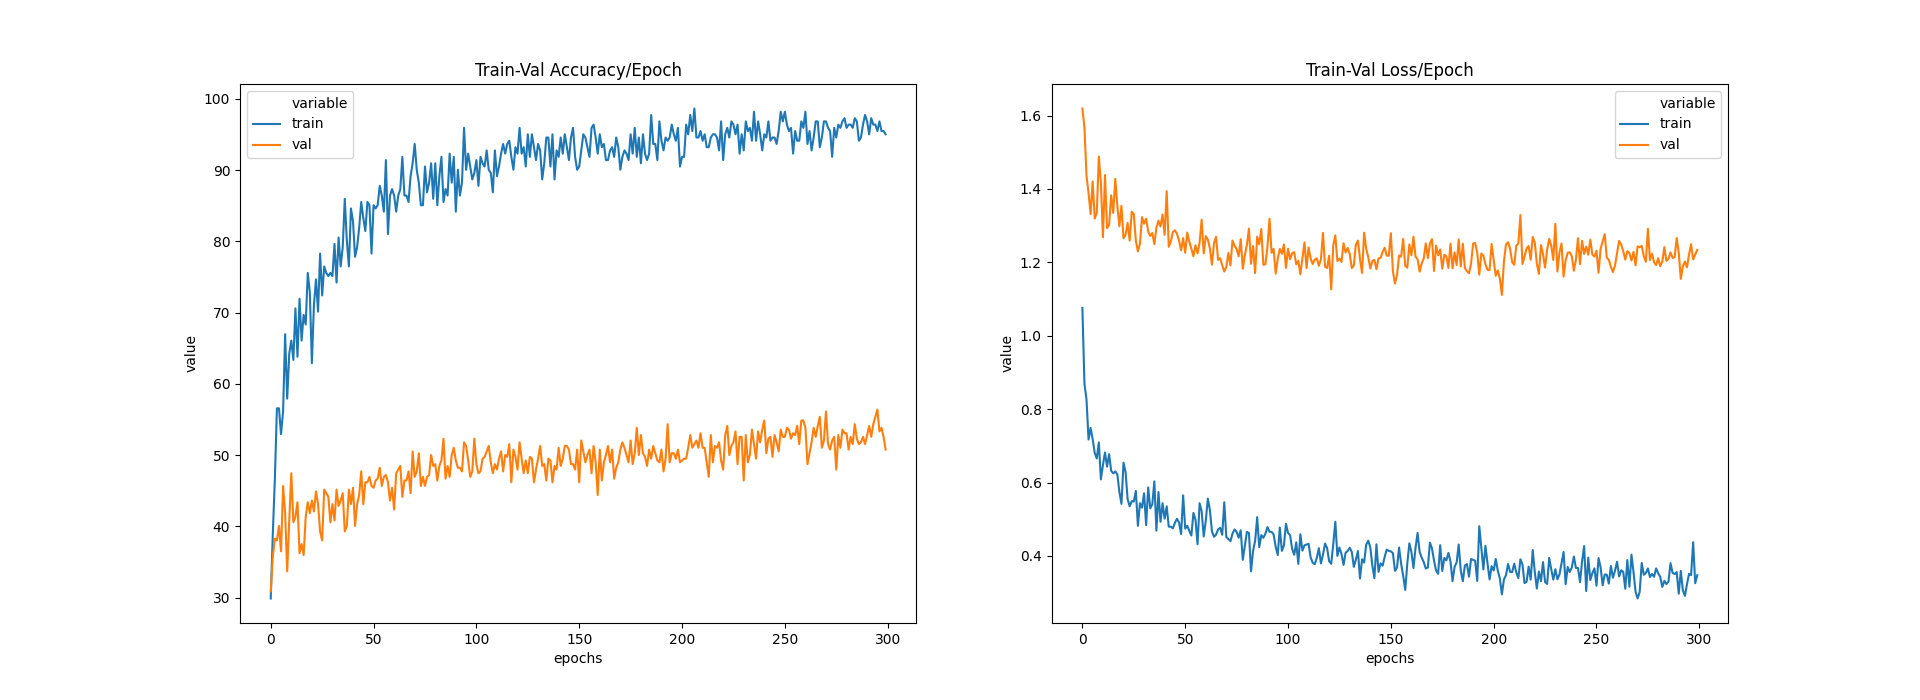 Train-Val Accuracy/Epoch
variable
train
val
value
100
90
80
70
60
50
40
30
0 50 100 150 200 250 300
epochs
Train-Val Loss/Epoch
variable
train
val
value
1.6
1.4
1.2
1.0
0.8
0.6
0.4
0 50 100 150 200 250 300
epochs